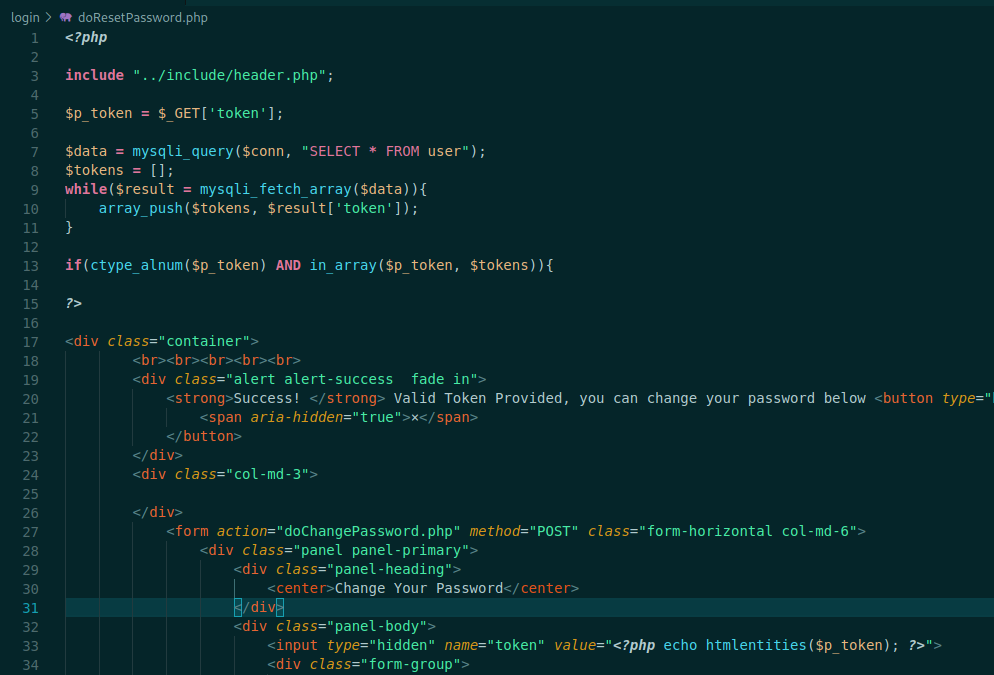 login > doResetPassword.php
1 <?php
2
3 include "../include/header.php";
4
5 $p_token = $_GET['token'];
6
7 $data = mysqli_query($conn, "SELECT * FROM user");
8 $tokens = [];
9 while($result = mysqli_fetch_array($data)){
10     array_push($tokens, $result['token']);
11 }
12
13 if(ctype_alnum($p_token) AND in_array($p_token, $tokens)){
14
15 ?>
16
17 <div class="container">
18         <br><br><br><br><br>
19         <div class="alert alert-success  fade in">
20             <strong>Success! </strong> Valid Token Provided, you can change your password below <button type="
21                 <span aria-hidden="true">×</span>
22             </button>
23         </div>
24         <div class="col-md-3">
25
26         </div>
27             <form action="doChangePassword.php" method="POST" class="form-horizontal col-md-6">
28                 <div class="panel panel-primary">
29                     <div class="panel-heading">
30                         <center>Change Your Password</center>
31                     </div>
32                     <div class="panel-body">
33                         <input type="hidden" name="token" value="<?php echo htmlentities($p_token); ?>">
34                         <div class="form-group">